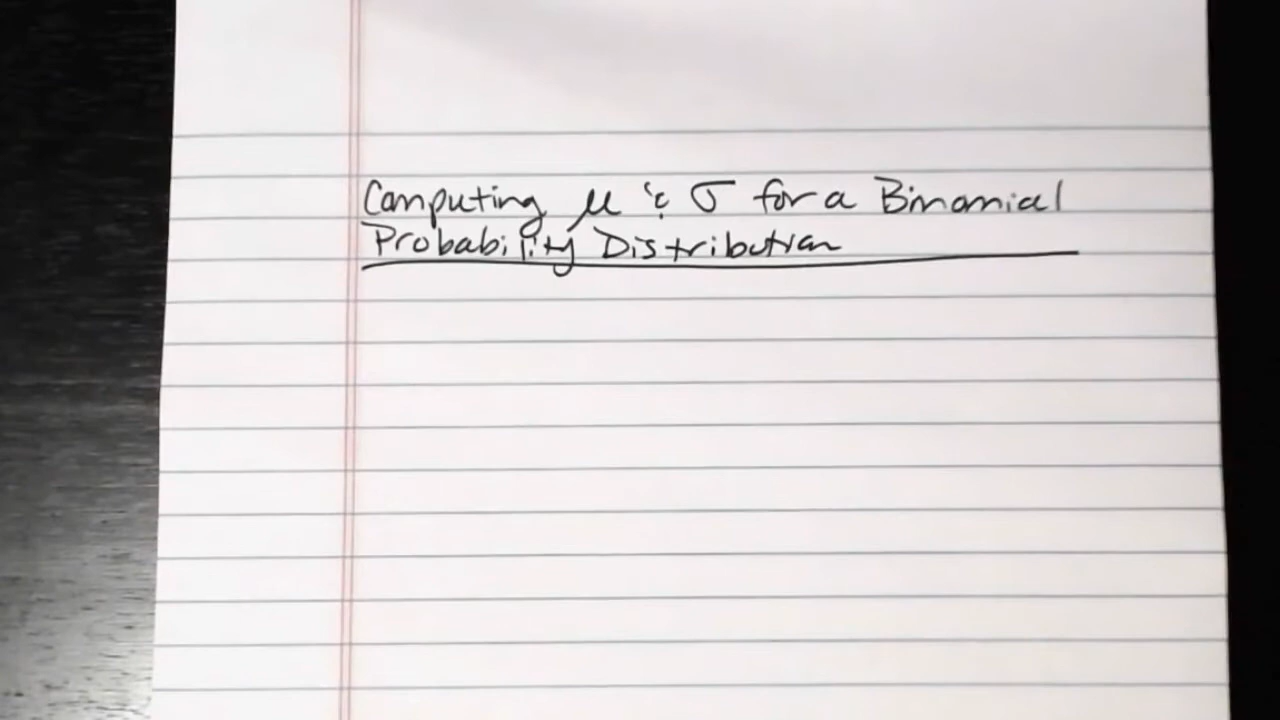 Computing μ & σ for a Binomial
Probability Distribution